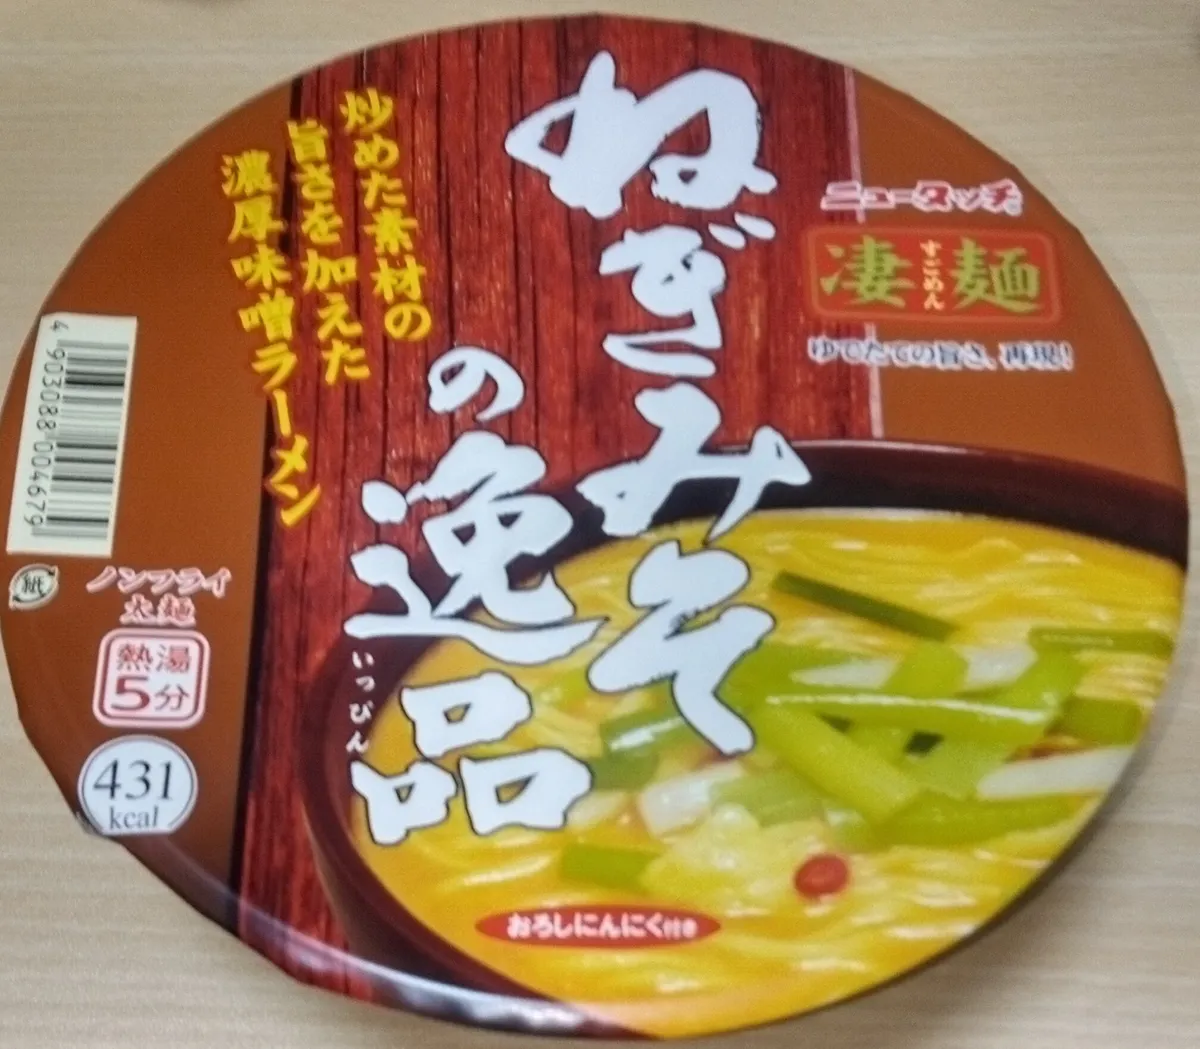 ねぎみそ
の逸品
いっぴん
ニュータッチ
凄麺
すごめん
ゆでたての旨さ、再現!
炒めた素材の
旨さを加えた
濃厚味噌ラーメン
4 903088 004679
紙
ノンフライ
太麺
熱湯
5分
431
kcal
おろしにんにく付き